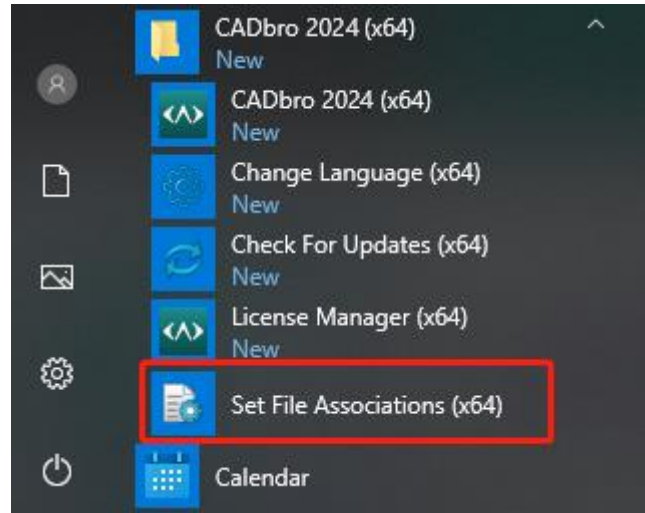 CADbro 2024 (x64)
New
CADbro 2024 (x64)
New
Change Language (x64)
New
Check For Updates (x64)
New
License Manager (x64)
New
Set File Associations (x64)
Calendar